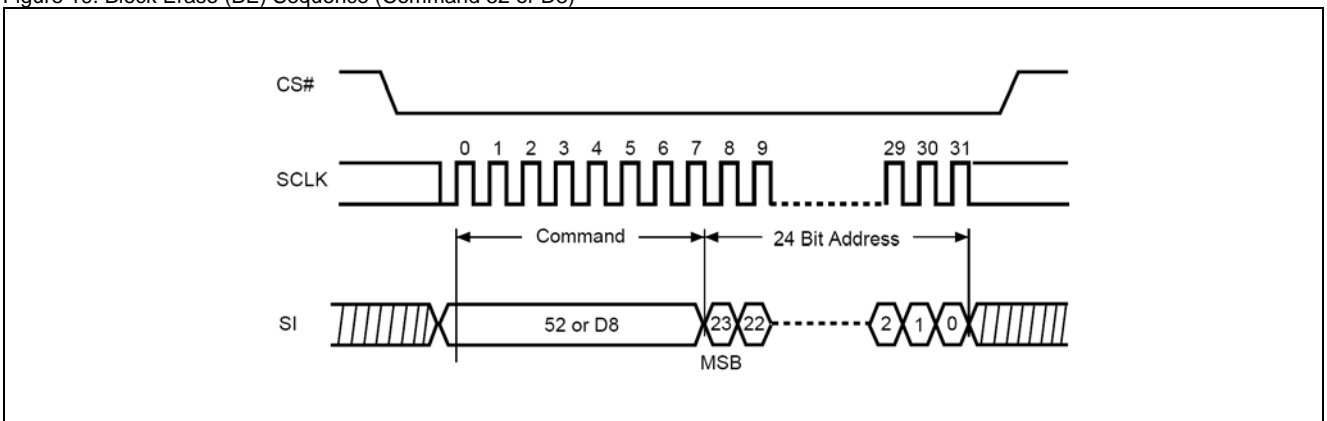 CS#
0 1 2 3 4 5 6 7 8 9 29 30 31
SCLK
Command 24 Bit Address
SI 52 or D8 23 22 2 1 0
MSB